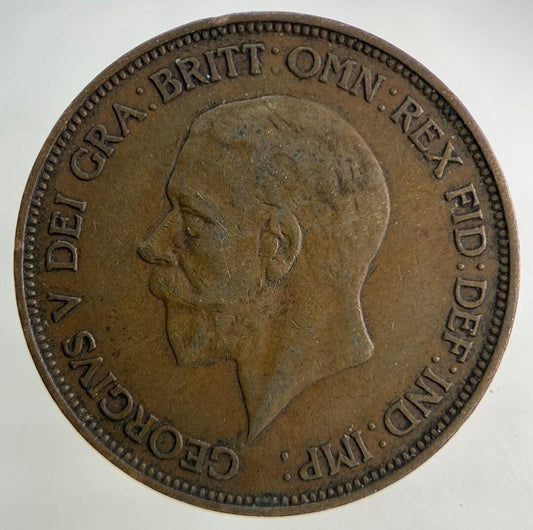 GEORGIVS V DEI GRA: BRITT: OMN: REX FID: DEF: IND: IMP: